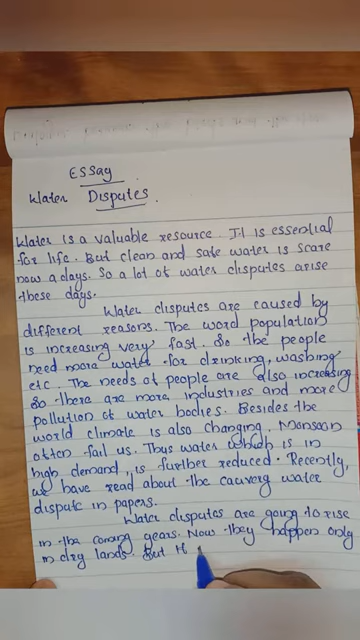 Essay
Water Disputes.
Water is a valuable resource. It is essential
for life. But clean and safe water is scare
now a days. So a lot of water disputes arise
these days.
Water disputes are caused by
different reasons. The word population
is increasing very fast. So the people
need more water for drinking, washing
etc. The needs of people are also increasing
So there are more industries and more
pollution of water bodies. Besides the
world climate is also changing. Monsoon
often fail us. Thus water which is in
high demand, is further reduced. Recently,
we have read about the cauvery water
dispute in papers.
Water disputes are going to rise
in the coming years. Now they happen only
in dry lands. But